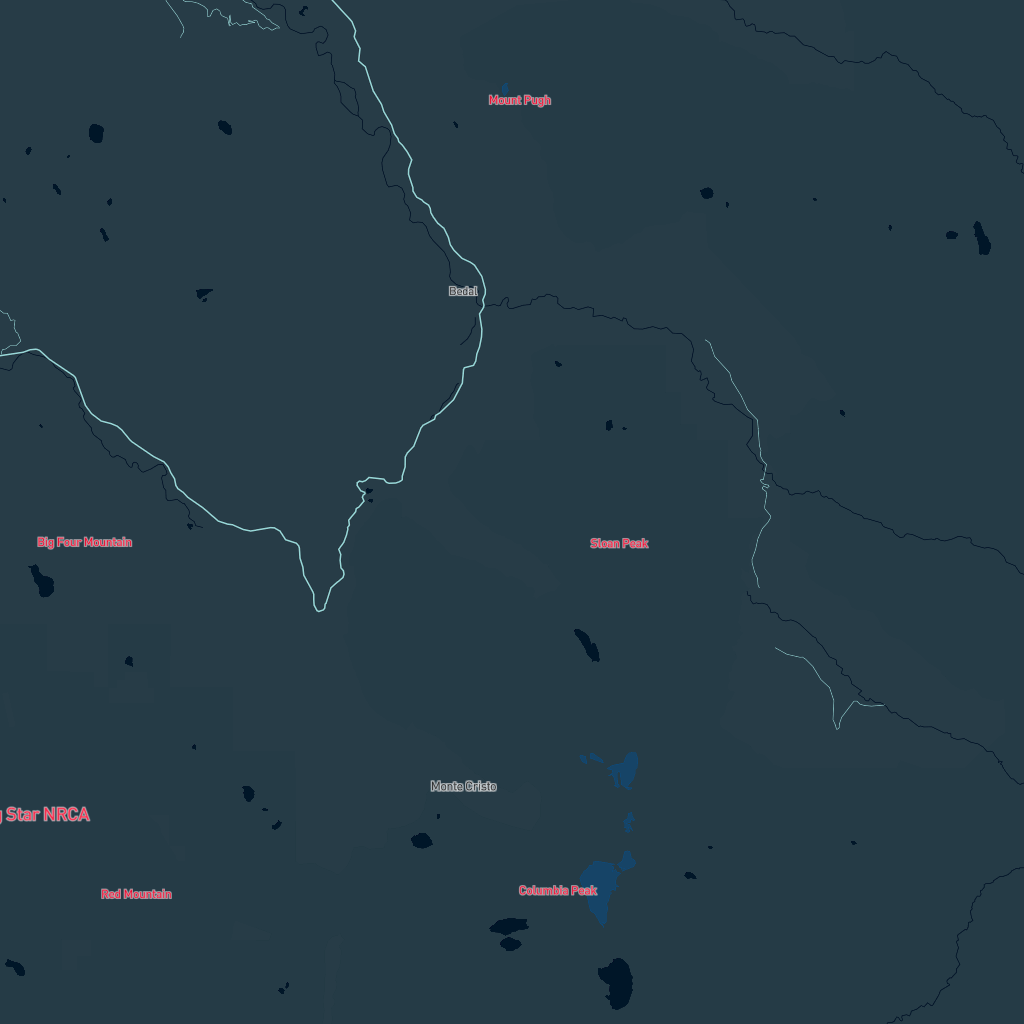 Mount Pugh
Bedal
Big Four Mountain
Sloan Peak
Monte Cristo
Star NRCA
Columbia Peak
Red Mountain